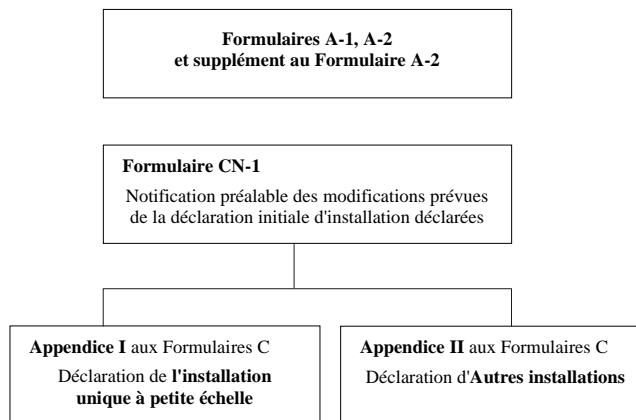 Formulaires A-1, A-2
et supplément au Formulaire A-2
Formulaire CN-1
Notification préalable des modifications prévues
de la déclaration initiale d'installation déclarées
Appendice I aux Formulaires C
Déclaration de l'installation
unique à petite échelle
Appendice II aux Formulaires C
Déclaration d'Autres installations